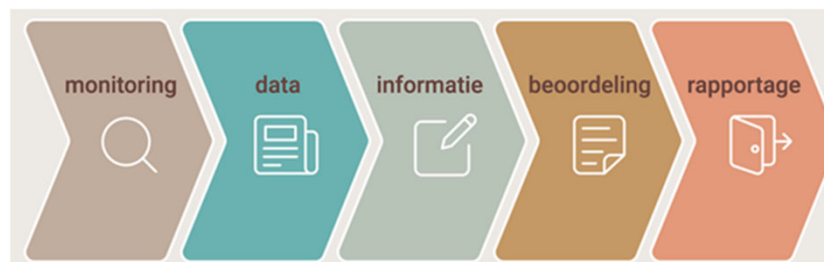 monitoring
data
informatie
beoordeling
rapportage